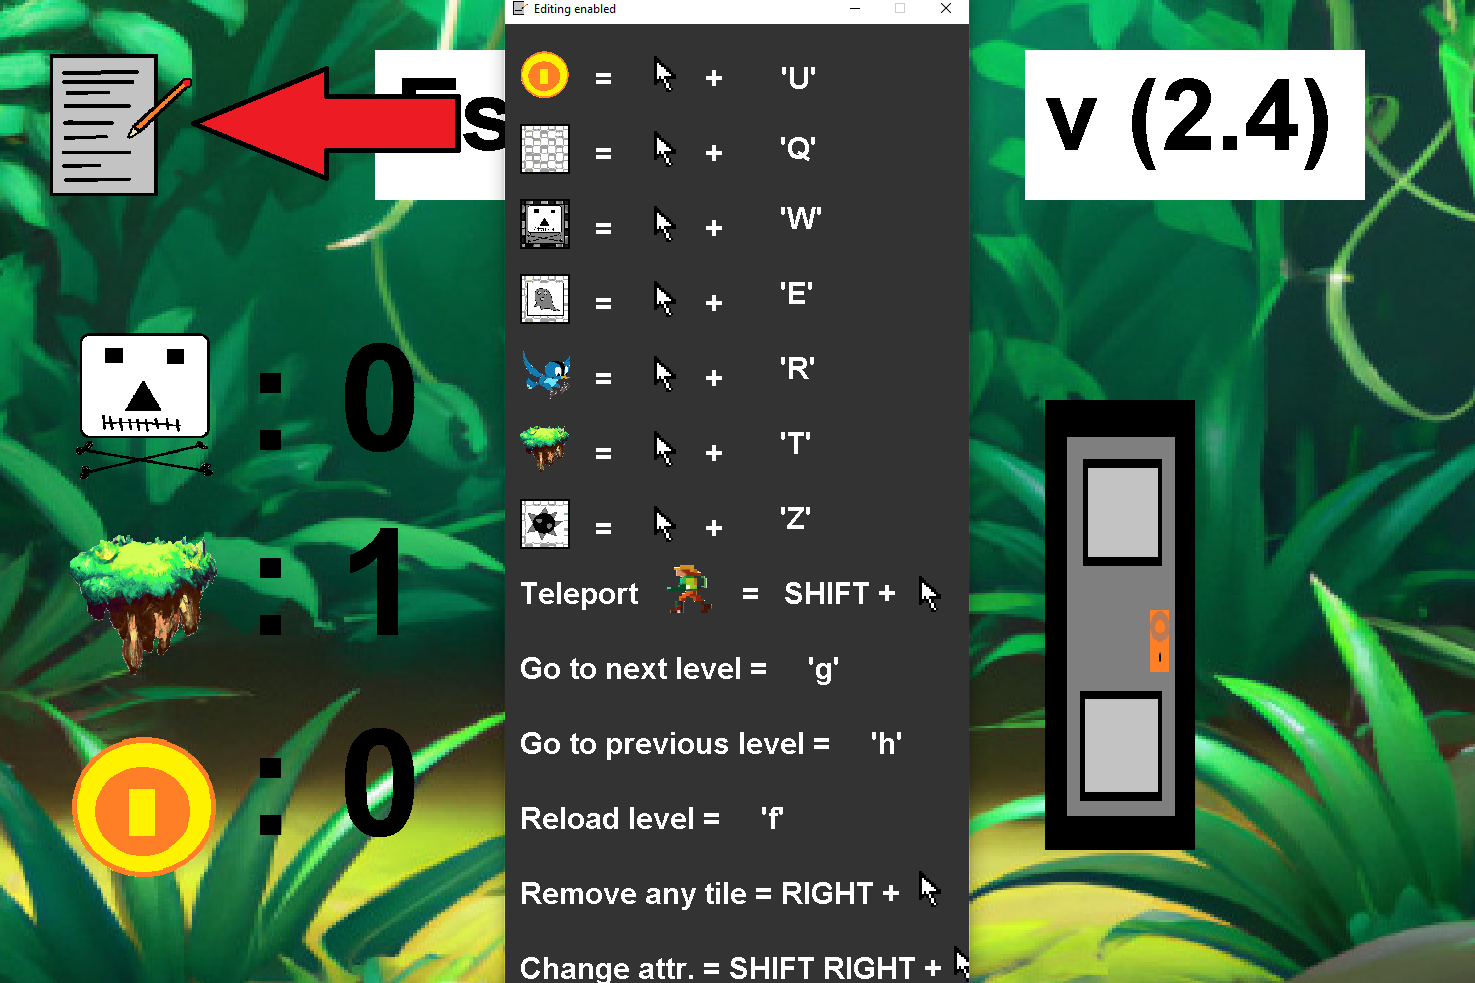 Editing enabled
Es
v (2.4)
= + 'U'
= + 'Q'
= + 'W'
= + 'E'
= + 'R'
= + 'T'
= + 'Z'
Teleport = SHIFT +
Go to next level = 'g'
Go to previous level = 'h'
Reload level = 'f'
Remove any tile = RIGHT +
Change attr. = SHIFT RIGHT +
: 0
: 1
: 0